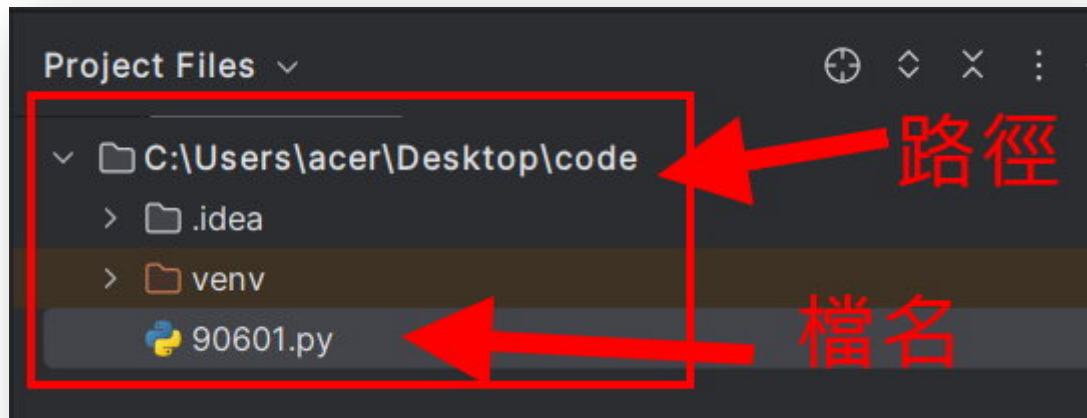 Project Files
C:\Users\acer\Desktop\code
路徑
.idea
venv
90601.py
檔名